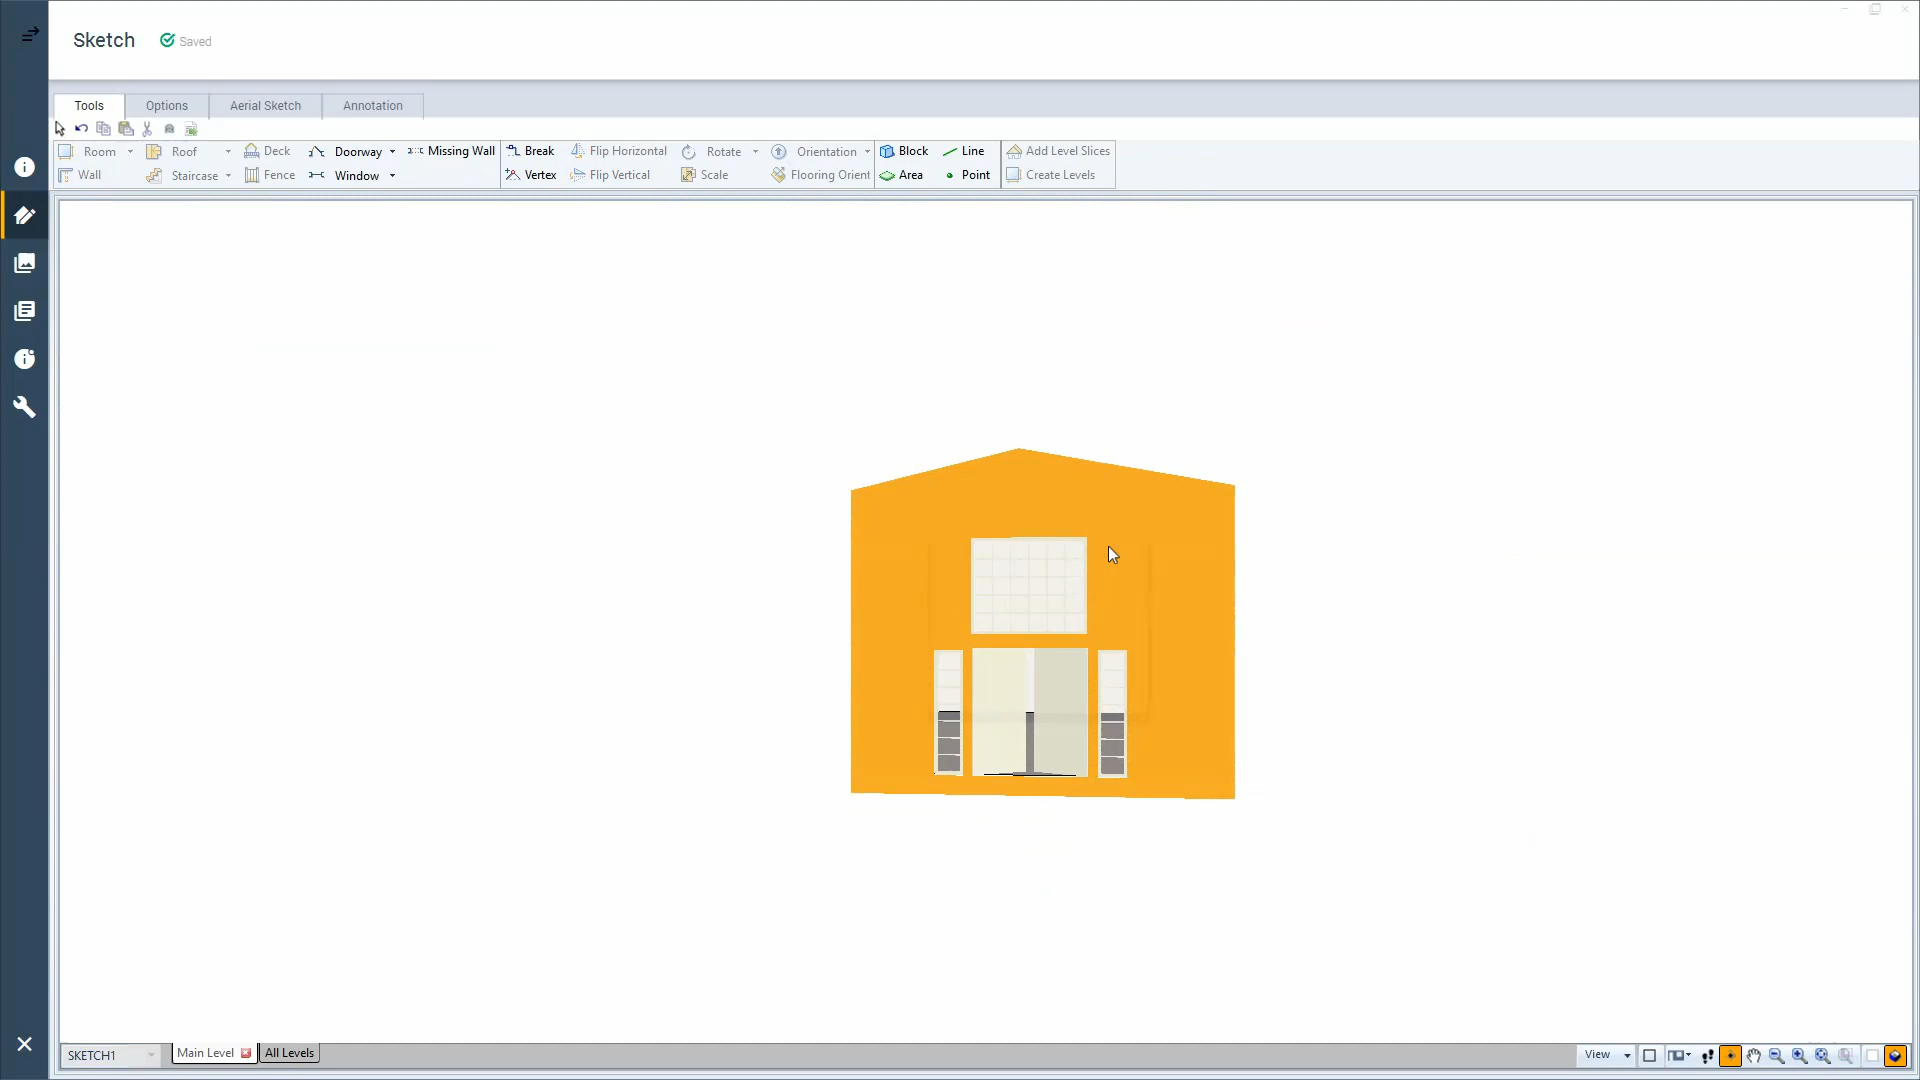 Sketch Saved
Tools Options Aerial Sketch Annotation
Room Roof Deck Doorway Missing Wall Break Flip Horizontal Rotate Orientation Block Line Add Level Slices
Wall Staircase Fence Window Vertex Flip Vertical Scale Flooring Orient Area Point Create Levels
SKETCH1 Main Level All Levels View